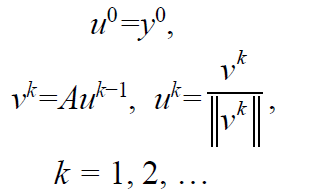 u⁰=y⁰,
vᵏ=Auᵏ⁻¹, uᵏ=vᵏ/‖vᵏ‖,
k = 1, 2, …